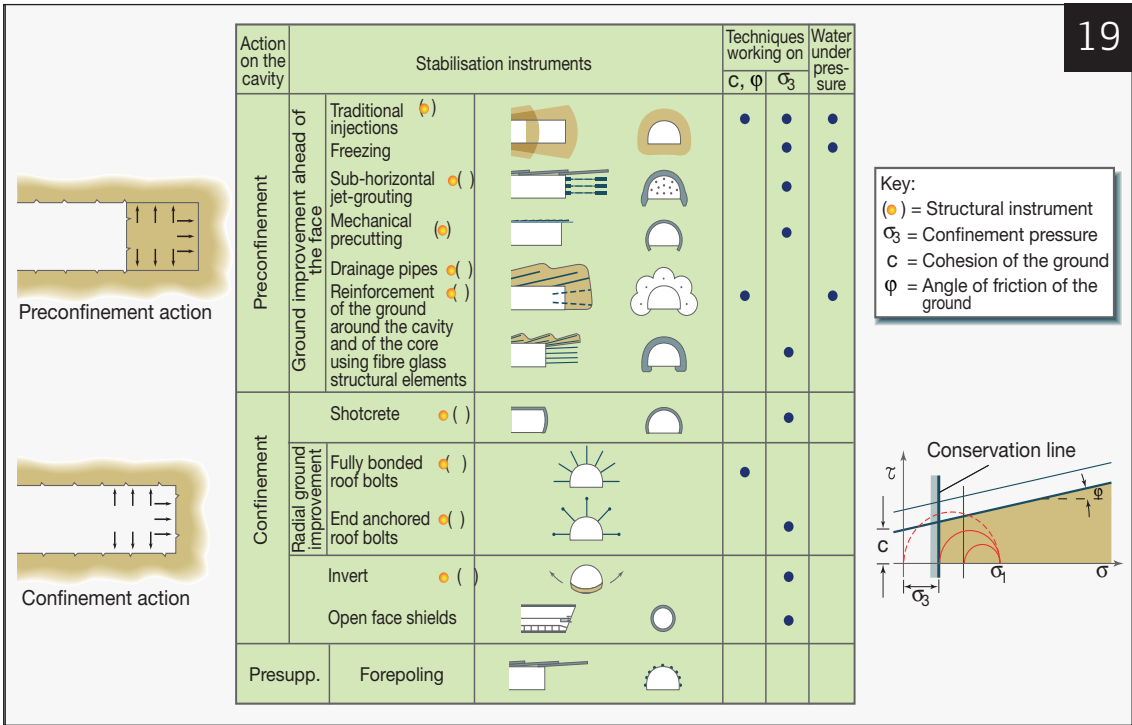 19
Action
on the
cavity
Stabilisation instruments
Techniques
working on
c, φ
σ3
Water
under
pres-
sure
Preconfinement
Ground improvement ahead of
the face
Traditional ( )
injections
Freezing
Sub-horizontal ( )
jet-grouting
Mechanical
precutting ( )
Drainage pipes ( )
Reinforcement ( )
of the ground
around the cavity
and of the core
using fibre glass
structural elements
Confinement
Shotcrete ( )
Radial ground
improvement
Fully bonded ( )
roof bolts
End anchored ( )
roof bolts
Invert ( )
Open face shields
Presupp.
Forepoling
Preconfinement action
Confinement action
Key:
( ) = Structural instrument
σ3 = Confinement pressure
c = Cohesion of the ground
φ = Angle of friction of the
ground
Conservation line
τ
φ
c
σ1
σ
σ3